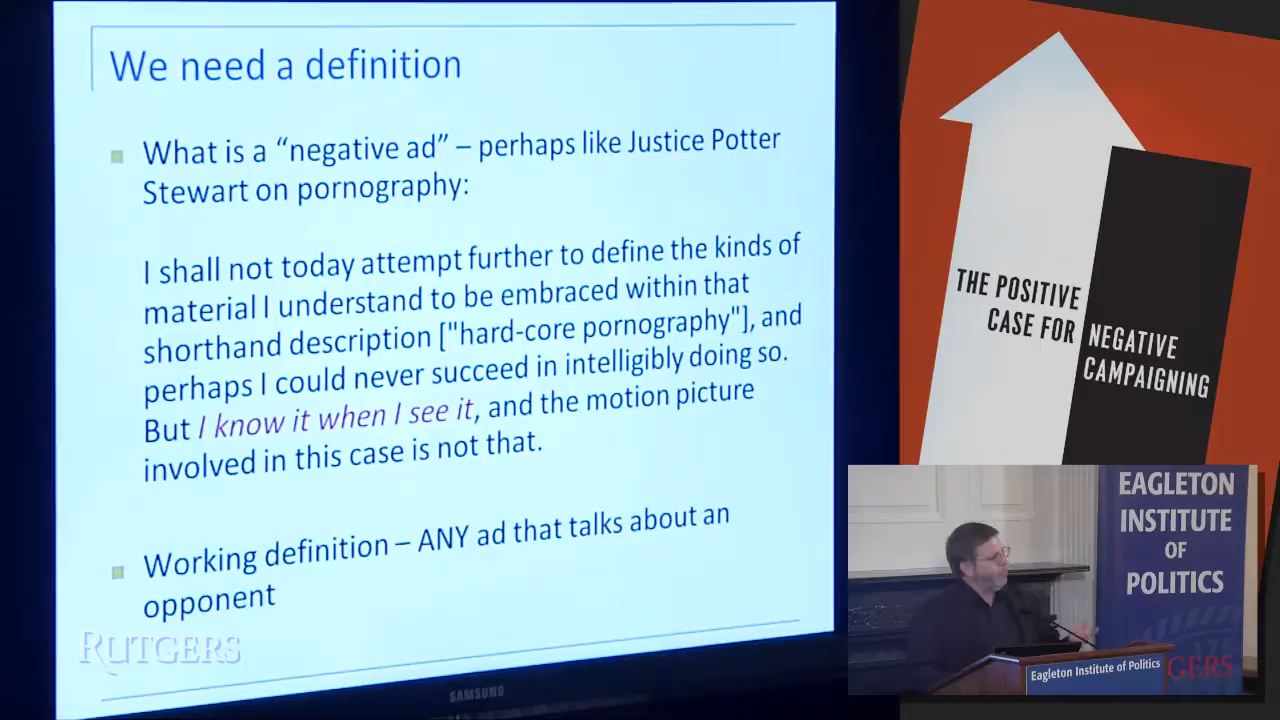 We need a definition
What is a “negative ad” – perhaps like Justice Potter
Stewart on pornography:
I shall not today attempt further to define the kinds of
material I understand to be embraced within that
shorthand description ["hard-core pornography"], and
perhaps I could never succeed in intelligibly doing so.
But I know it when I see it, and the motion picture
involved in this case is not that.
Working definition – ANY ad that talks about an
opponent
RUTGERS
SAMSUNG
THE POSITIVE
CASE FOR
NEGATIVE
CAMPAIGNING
EAGLETON
INSTITUTE
OF
POLITICS
Eagleton Institute of Politics
GERS